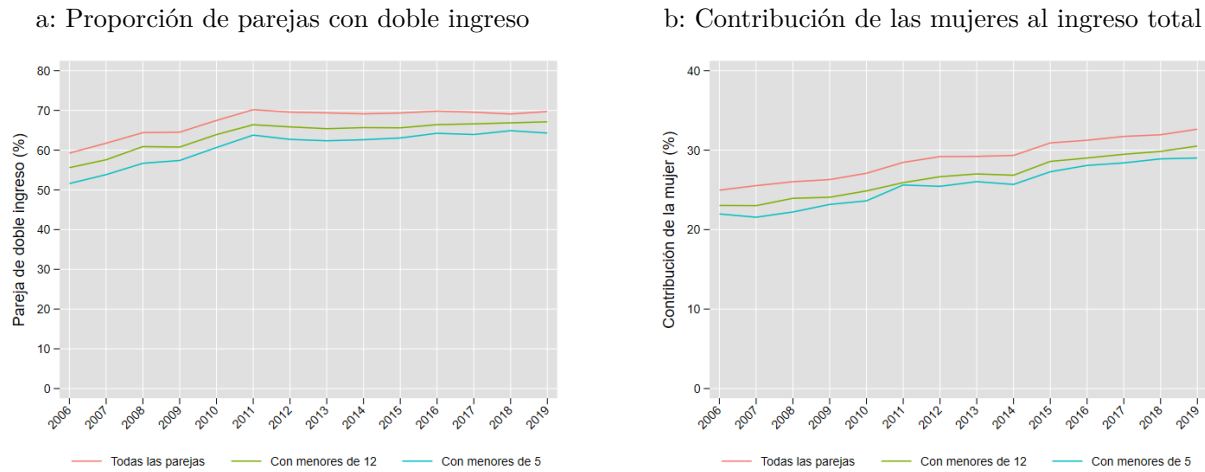 a: Proporción de parejas con doble ingreso
Pareja de doble ingreso (%)
80
70
60
50
40
30
20
10
0
2006 2007 2008 2009 2010 2011 2012 2013 2014 2015 2016 2017 2018 2019
Todas las parejas Con menores de 12 Con menores de 5
b: Contribución de las mujeres al ingreso total
Contribución de la mujer (%)
40
30
20
10
0
2006 2007 2008 2009 2010 2011 2012 2013 2014 2015 2016 2017 2018 2019
Todas las parejas Con menores de 12 Con menores de 5